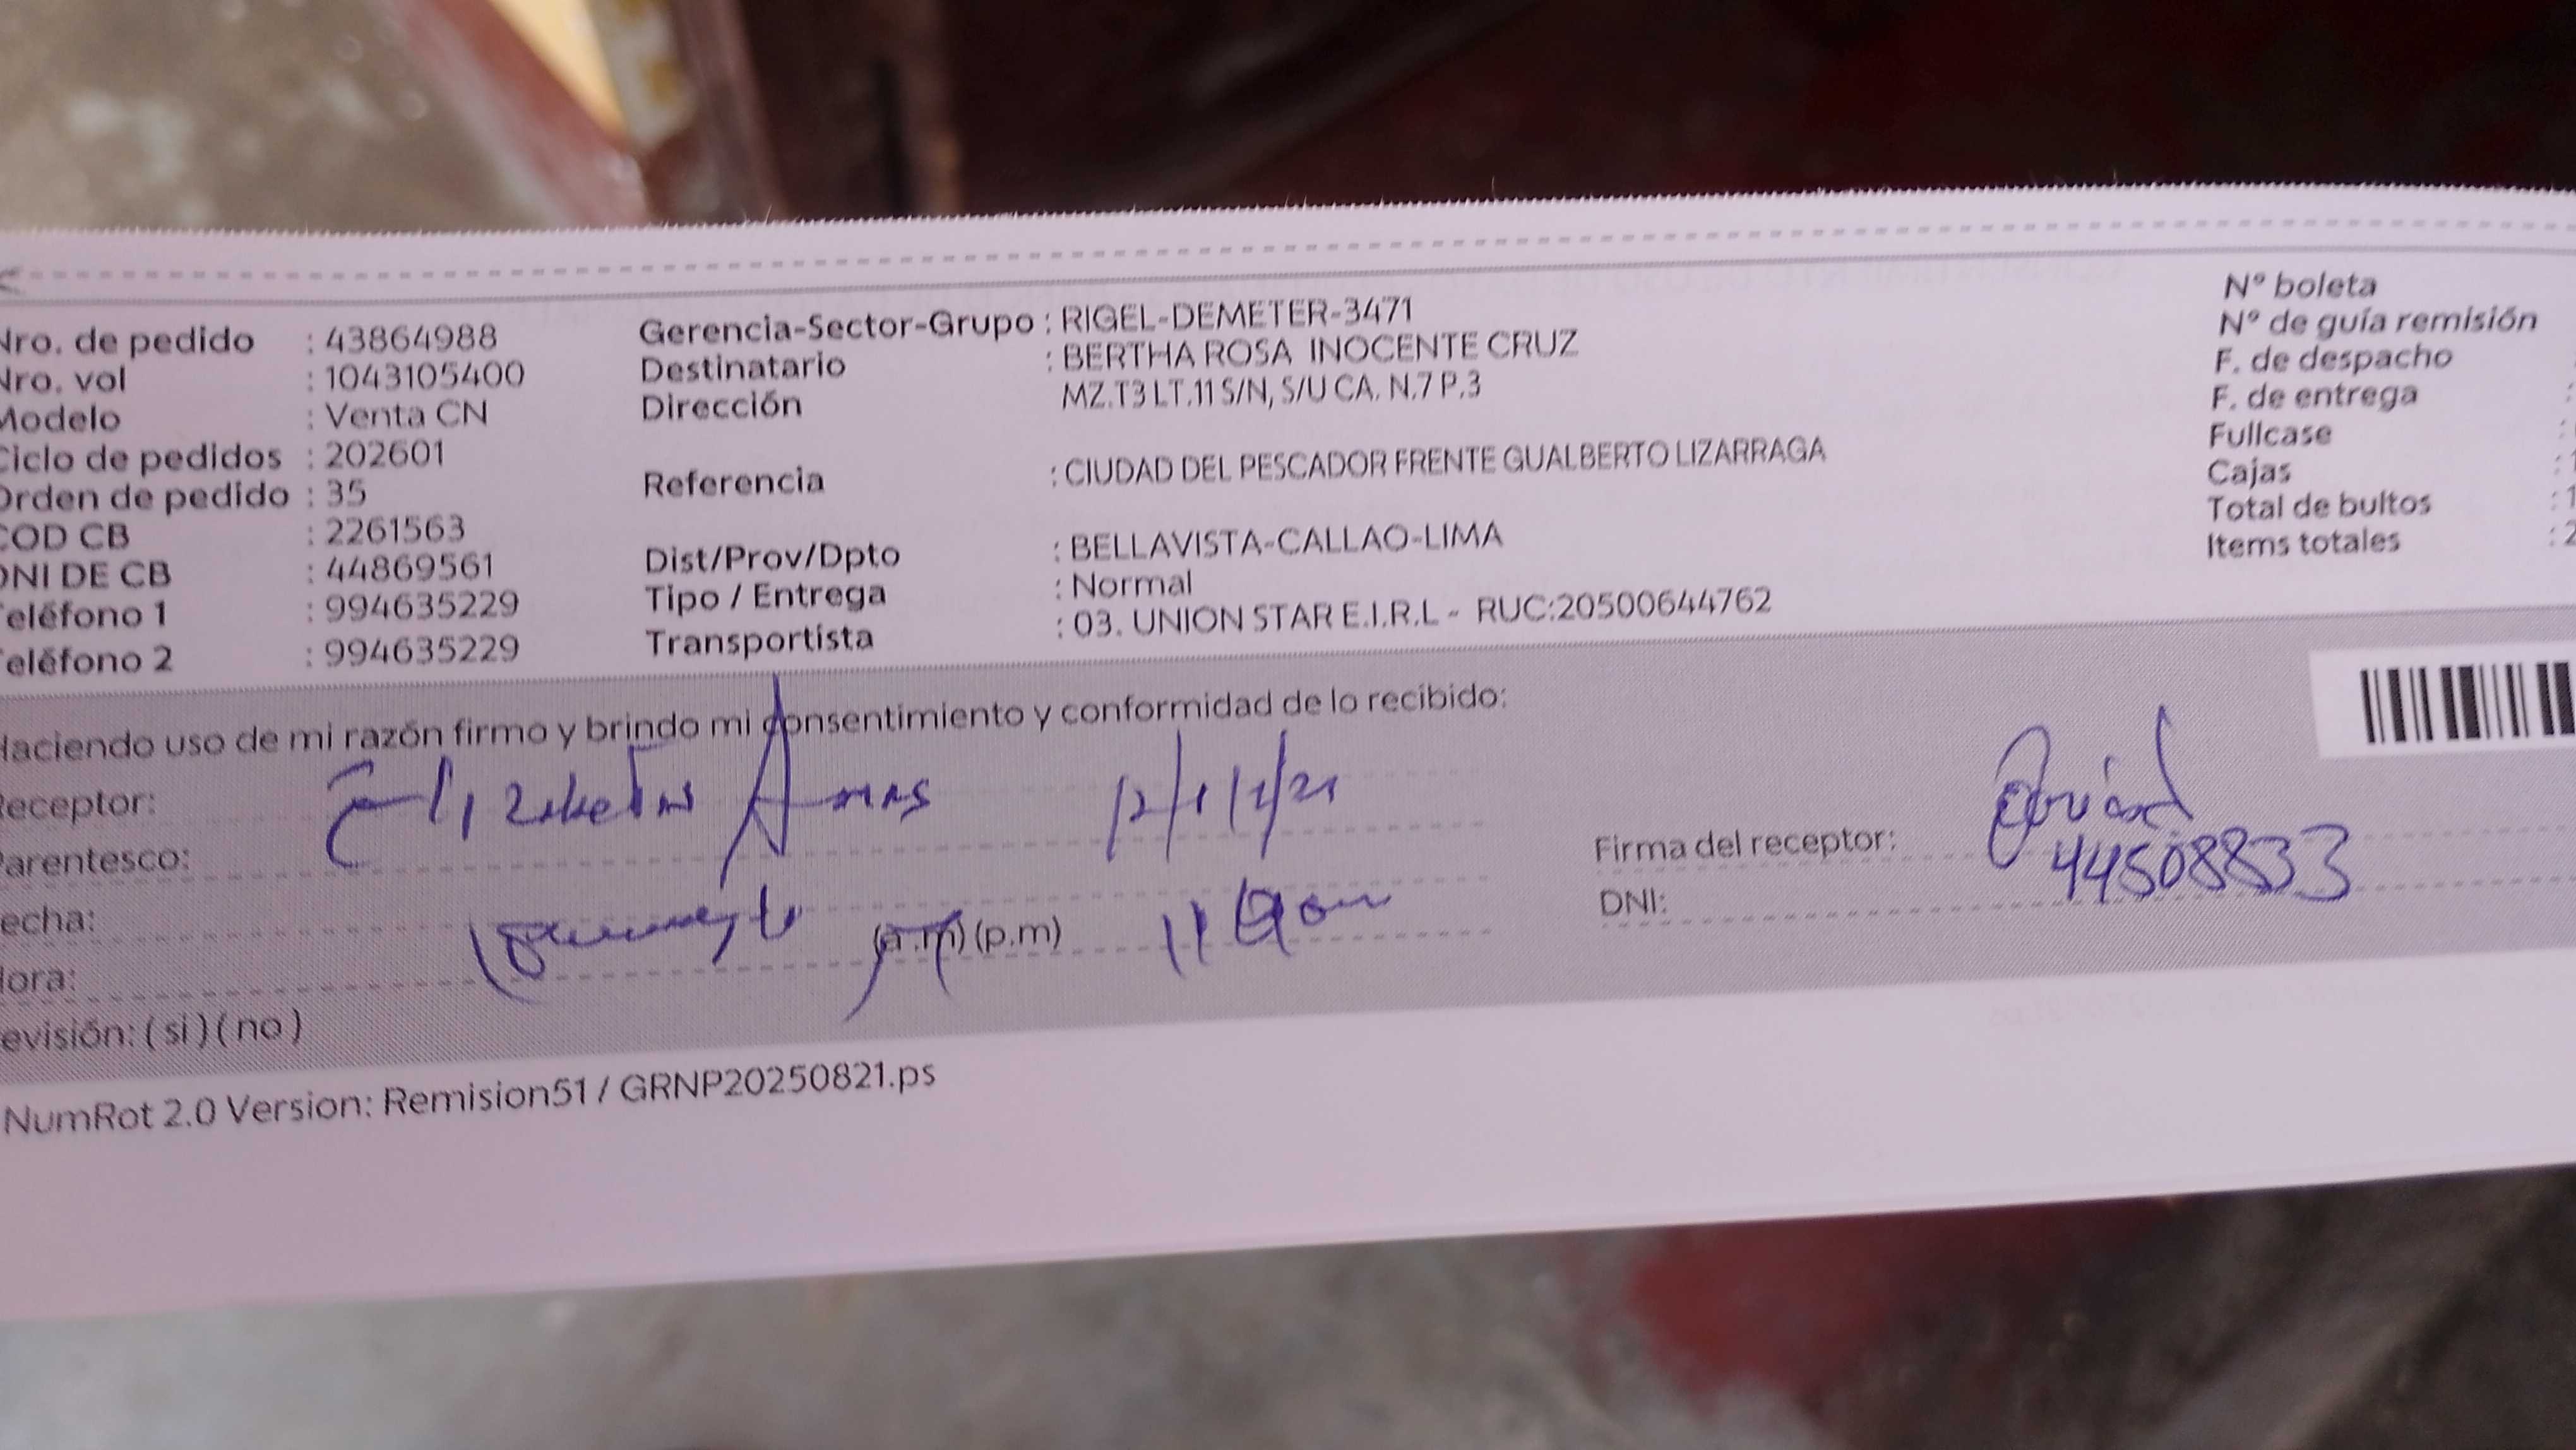 Nro. de pedido : 43864988
Nro. vol : 1043105400
Modelo : Venta CN
Ciclo de pedidos : 202601
Orden de pedido : 35
COD CB : 2261563
DNI DE CB : 44869561
Teléfono 1 : 994635229
Teléfono 2 : 994635229
Gerencia-Sector-Grupo : RIGEL-DEMETER-3471
Destinatario : BERTHA ROSA INOCENTE CRUZ
Dirección MZ.T3 LT.11 S/N, S/U CA. N.7 P.3
Referencia : CIUDAD DEL PESCADOR FRENTE GUALBERTO LIZARRAGA
Dist/Prov/Dpto : BELLAVISTA-CALLAO-LIMA
Tipo / Entrega : Normal
Transportista : 03. UNION STAR E.I.R.L - RUC:20500644762
Nº boleta
Nº de guía remisión
F. de despacho
F. de entrega
Fullcase
Cajas
Total de bultos
Items totales
Haciendo uso de mi razón firmo y brindo mi consentimiento y conformidad de lo recibido:
Receptor: Elizabeth
Parentesco:
Fecha:
Hora: (a.m) (p.m)
Revisión: ( si ) ( no )
Firma del receptor:
DNI: 44508833
NumRot 2.0 Version: Remision51 / GRNP20250821.ps